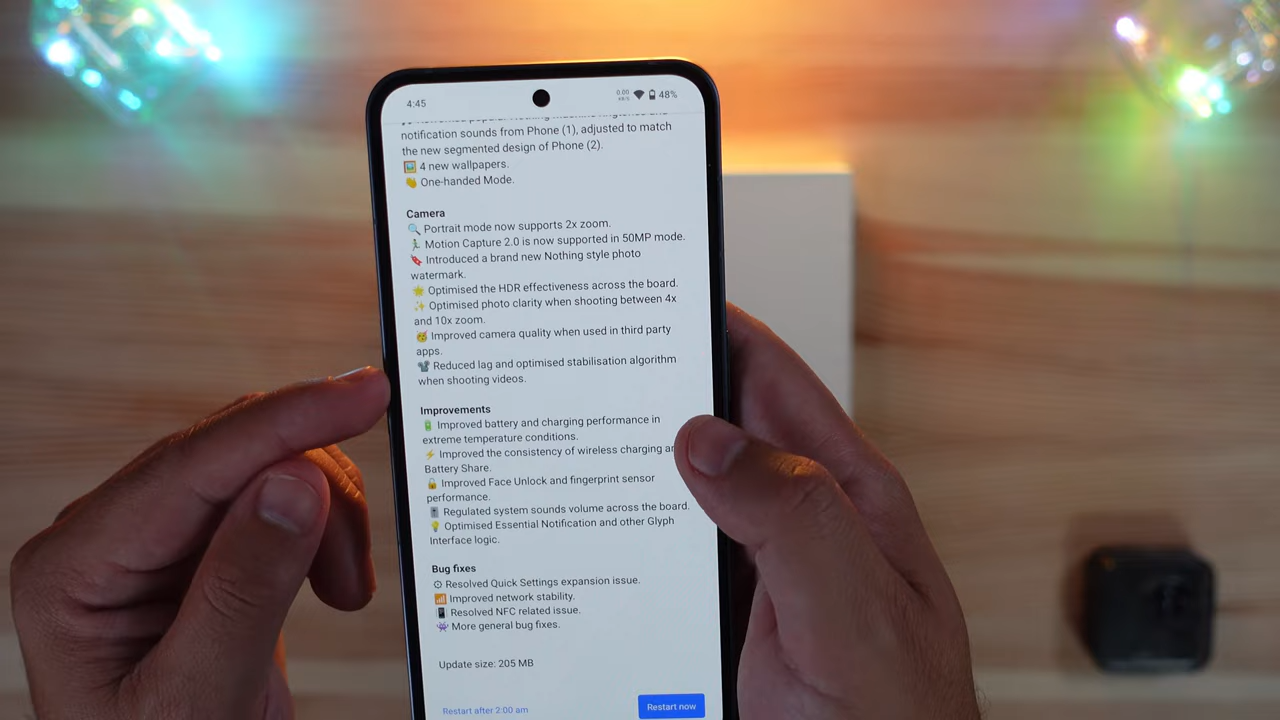 4:45
0.00 KB/S 48%
notification sounds from Phone (1), adjusted to match
the new segmented design of Phone (2).
🖼️ 4 new wallpapers.
👏 One-handed Mode.
Camera
🔍 Portrait mode now supports 2x zoom.
🏃 Motion Capture 2.0 is now supported in 50MP mode.
🔖 Introduced a brand new Nothing style photo
watermark.
🌟 Optimised the HDR effectiveness across the board.
✨ Optimised photo clarity when shooting between 4x
and 10x zoom.
🥳 Improved camera quality when used in third party
apps.
📽️ Reduced lag and optimised stabilisation algorithm
when shooting videos.
Improvements
🔋 Improved battery and charging performance in
extreme temperature conditions.
⚡ Improved the consistency of wireless charging
Battery Share.
🔓 Improved Face Unlock and fingerprint sensor
performance.
🎚️ Regulated system sounds volume across the board.
💡 Optimised Essential Notification and other Glyph
Interface logic.
Bug fixes
⚙ Resolved Quick Settings expansion issue.
📶 Improved network stability.
📱 Resolved NFC related issue.
👾 More general bug fixes.
Update size: 205 MB
Restart after 2:00 am
Restart now